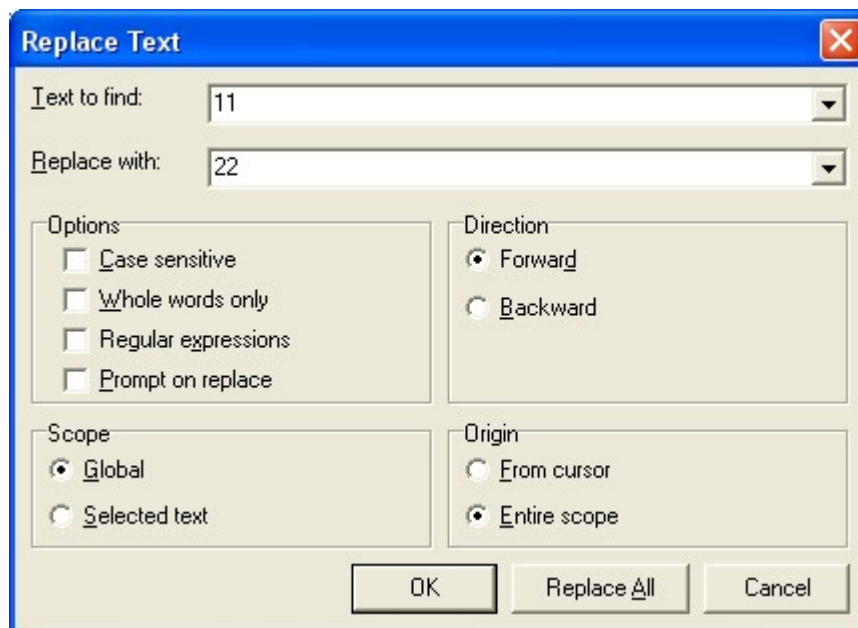 Replace Text
Text to find: 11
Replace with: 22
Options
Case sensitive
Whole words only
Regular expressions
Prompt on replace
Direction
Forward
Backward
Scope
Global
Selected text
Origin
From cursor
Entire scope
OK Replace All Cancel